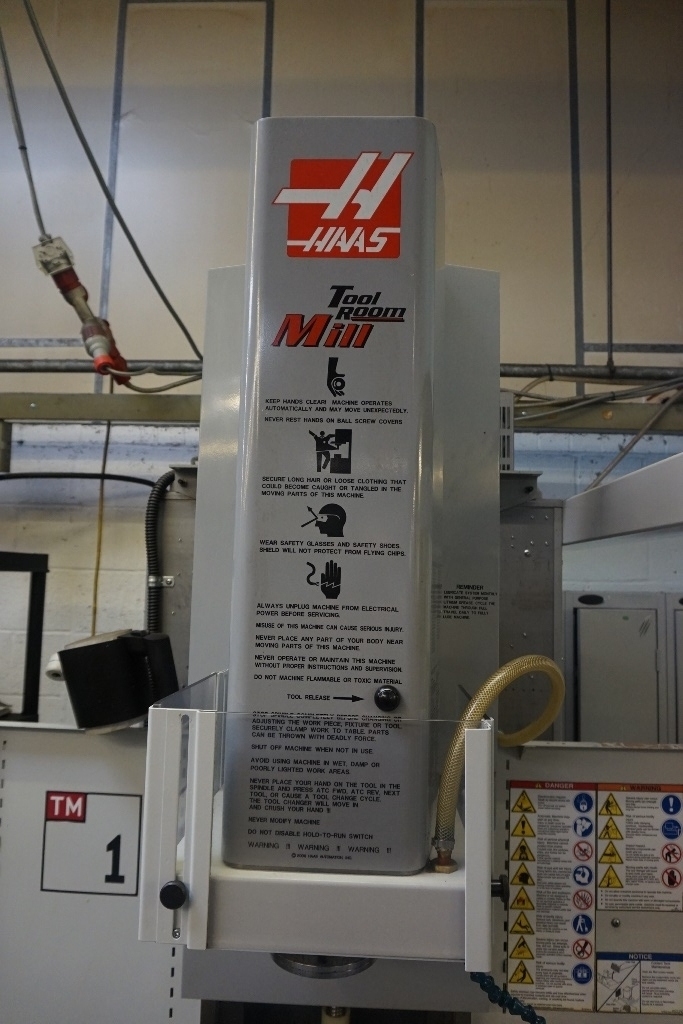 HAAS
Tool
Room
Mill
KEEP HANDS CLEAR! MACHINE OPERATES
AUTOMATICALLY AND MAY MOVE UNEXPECTEDLY.
NEVER REST HANDS ON BALL SCREW COVERS
SECURE LONG HAIR OR LOOSE CLOTHING THAT
COULD BECOME CAUGHT OR TANGLED IN THE
MOVING PARTS OF THIS MACHINE.
WEAR SAFETY GLASSES AND SAFETY SHOES.
SHIELD WILL NOT PROTECT FROM FLYING CHIPS.
ALWAYS UNPLUG MACHINE FROM ELECTRICAL
POWER BEFORE SERVICING.
MISUSE OF THIS MACHINE CAN CAUSE SERIOUS INJURY.
NEVER PLACE ANY PART OF YOUR BODY NEAR
MOVING PARTS OF THIS MACHINE.
NEVER OPERATE OR MAINTAIN THIS MACHINE
WITHOUT PROPER INSTRUCTIONS AND SUPERVISION.
DO NOT MACHINE FLAMMABLE OR TOXIC MATERIAL
TOOL RELEASE
STOP SPINDLE COMPLETELY BEFORE CHANGING OR
ADJUSTING THE WORK PIECE, FIXTURE OR TOOL.
SECURELY CLAMP WORK TO TABLE. PARTS
CAN BE THROWN WITH DEADLY FORCE.
SHUT OFF MACHINE WHEN NOT IN USE.
AVOID USING MACHINE IN WET, DAMP OR
POORLY LIGHTED WORK AREAS.
NEVER PLACE YOUR HAND ON THE TOOL IN THE
SPINDLE AND PRESS ATC FWD, ATC REV, NEXT
TOOL, OR CAUSE A TOOL CHANGE CYCLE.
THE TOOL CHANGER WILL MOVE IN
AND CRUSH YOUR HAND !!
NEVER MODIFY MACHINE
DO NOT DISABLE HOLD-TO-RUN SWITCH
WARNING !! WARNING !! WARNING !!
HAAS AUTOMATION, INC.
REMINDER
TM
1
DANGER
WARNING
NOTICE